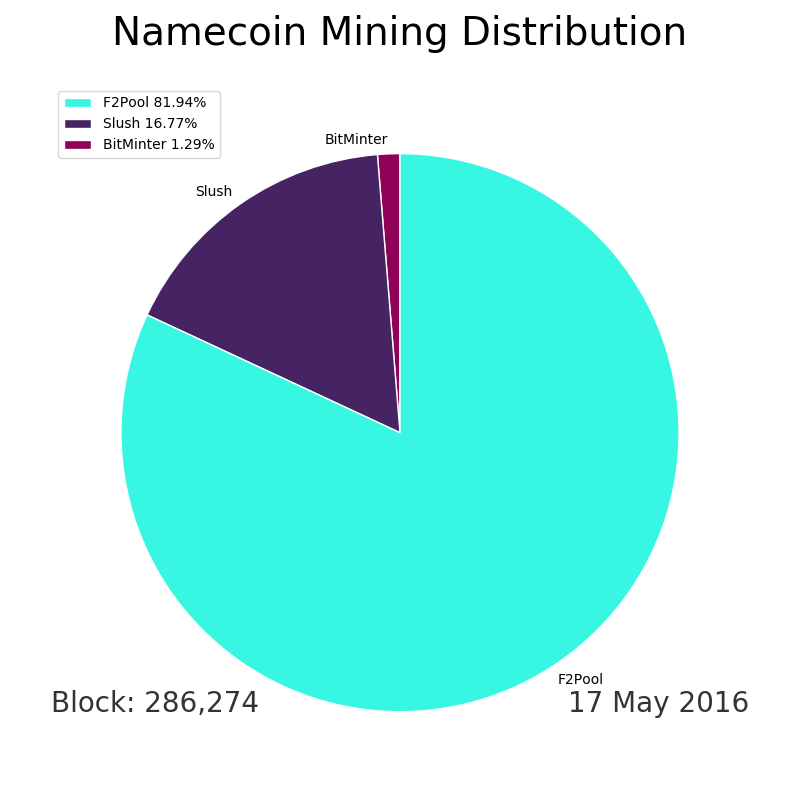 Namecoin Mining Distribution
F2Pool 81.94%
Slush 16.77%
BitMinter 1.29%
BitMinter
Slush
F2Pool
Block: 286,274
17 May 2016